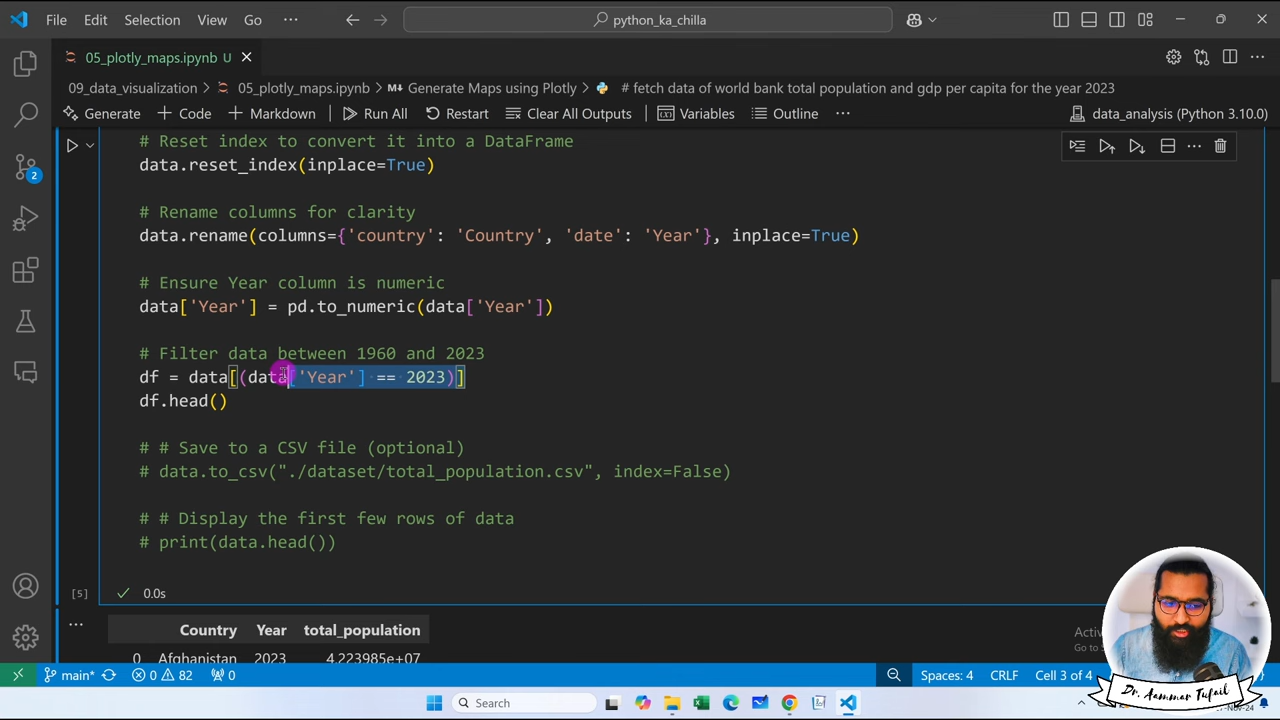 File Edit Selection View Go ··· python_ka_chilla
05_plotly_maps.ipynb U
09_data_visualization > 05_plotly_maps.ipynb > Generate Maps using Plotly > # fetch data of world bank total population and gdp per capita for the year 2023
Generate + Code + Markdown Run All Restart Clear All Outputs Variables Outline ··· data_analysis (Python 3.10.0)
# Reset index to convert it into a DataFrame
data.reset_index(inplace=True)
# Rename columns for clarity
data.rename(columns={'country': 'Country', 'date': 'Year'}, inplace=True)
# Ensure Year column is numeric
data['Year'] = pd.to_numeric(data['Year'])
# Filter data between 1960 and 2023
df = data[(data['Year'] == 2023)]
df.head()
# # Save to a CSV file (optional)
# data.to_csv("./dataset/total_population.csv", index=False)
# # Display the first few rows of data
# print(data.head())
[5] 0.0s
Country Year total_population
0 Afghanistan 2023 4.223985e+07
2
main* 0 82 0 Spaces: 4 CRLF Cell 3 of 4
Search
Dr. Aammar Tufail